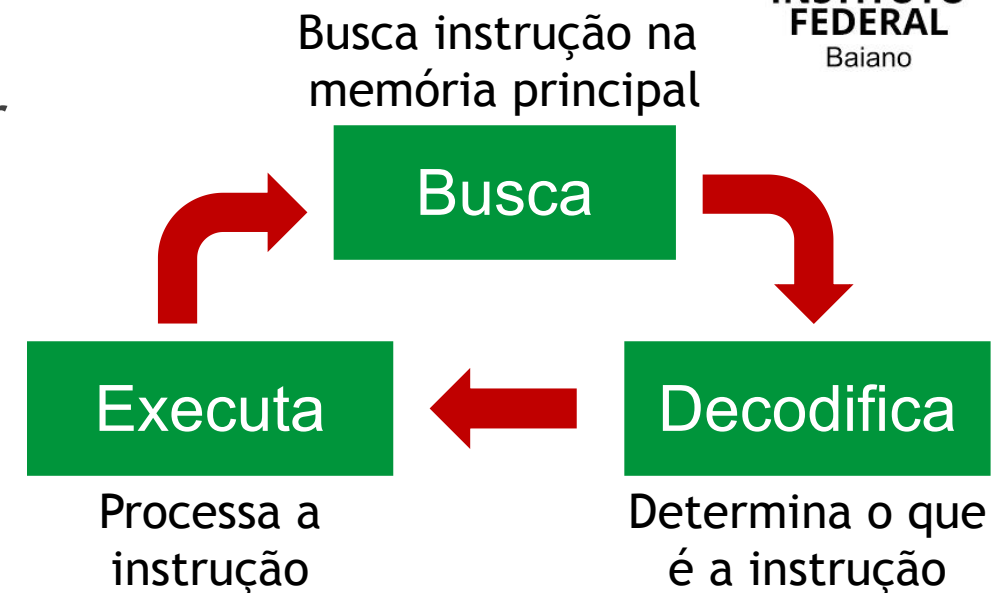 FEDERAL
Baiano
Busca instrução na
memória principal
Busca
Executa
Decodifica
Processa a
instrução
Determina o que
é a instrução